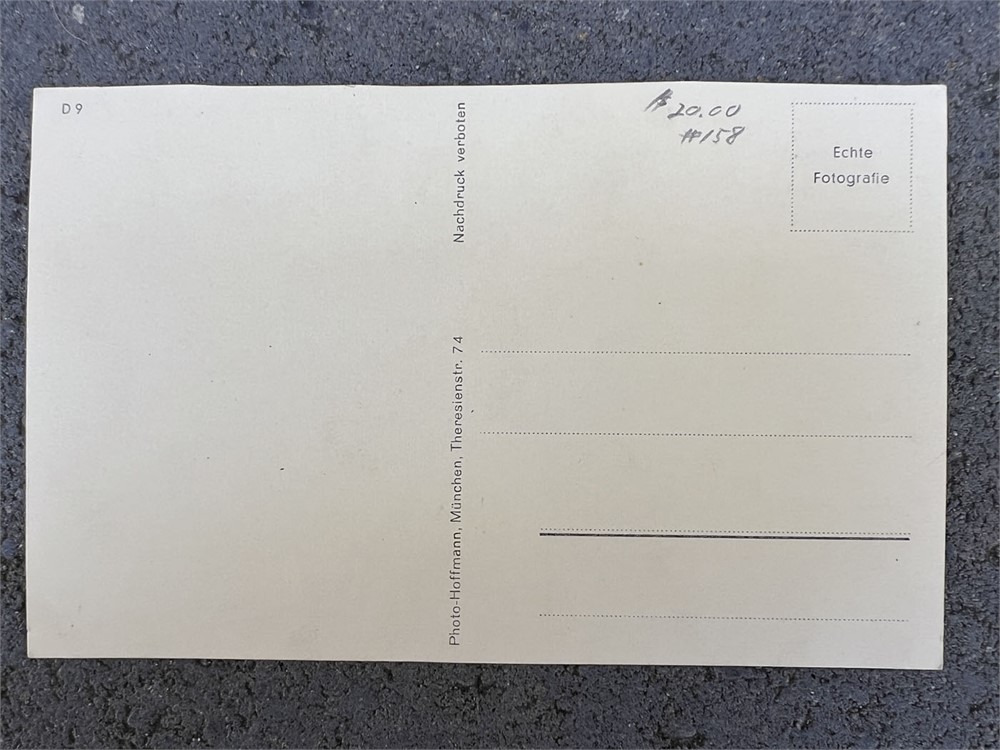 D 9
Nachdruck verboten
Photo-Hoffmann, München, Theresienstr. 74
$20.00
#158
Echte
Fotografie